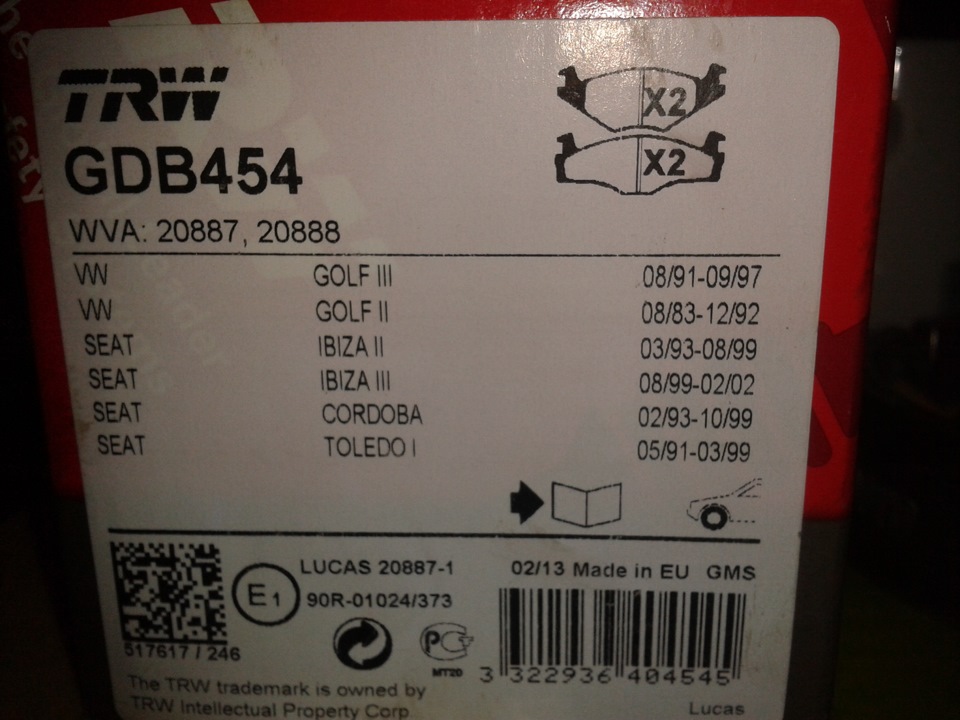 TRW
X2
GDB454
X2
WVA: 20887, 20888
VW GOLF III 08/91-09/97
VW GOLF II 08/83-12/92
SEAT IBIZA II 03/93-08/99
SEAT IBIZA III 08/99-02/02
SEAT CORDOBA 02/93-10/99
SEAT TOLEDO I 05/91-03/99
LUCAS 20887-1 02/13 Made in EU GMS
E1 90R-01024/373
517617 / 246
PC
MT20
3 322936 404545
The TRW trademark is owned by
TRW Intellectual Property Corp
Lucas